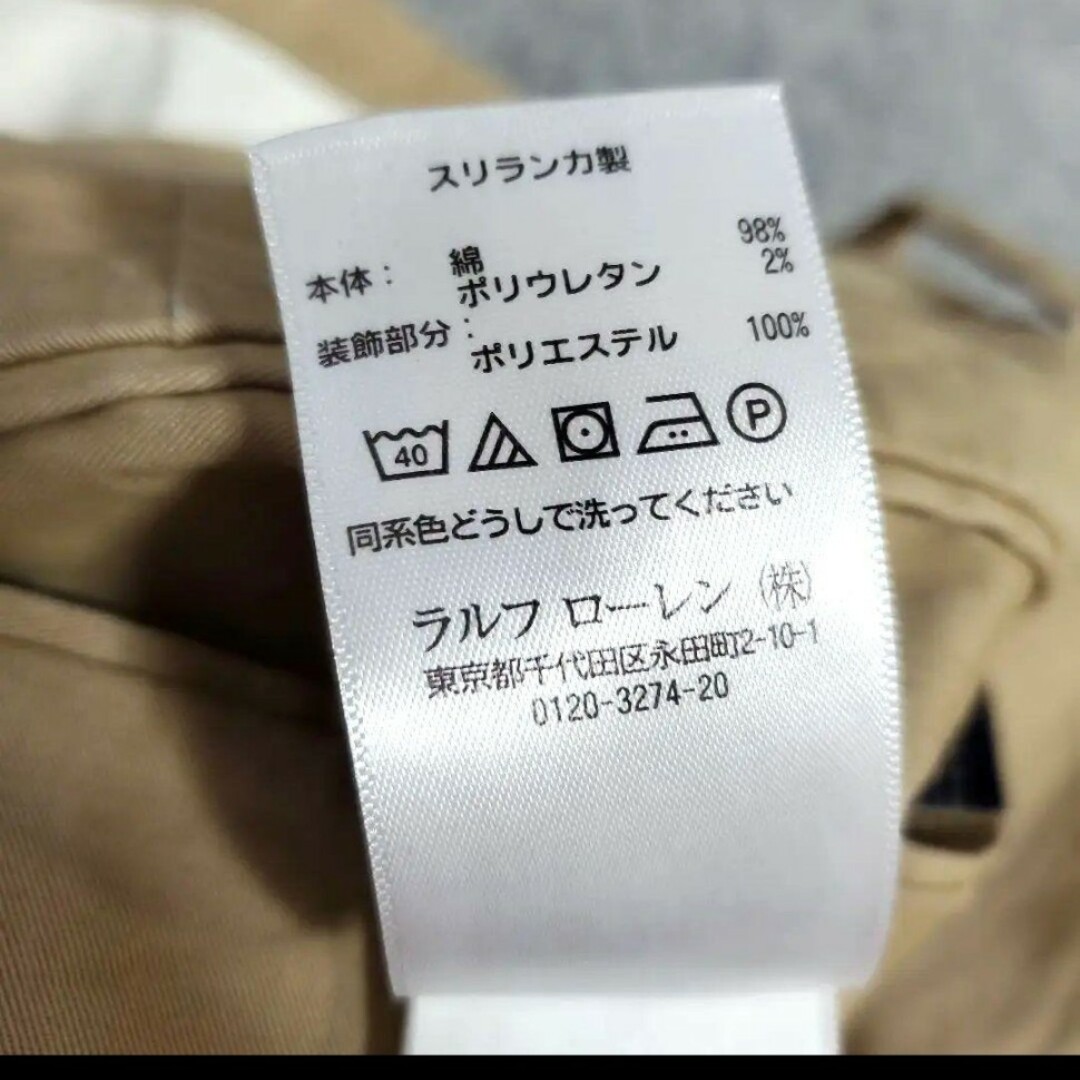 スリランカ製
本体: 綿 98%
ポリウレタン 2%
装飾部分:
ポリエステル 100%
40 P
同系色どうしで洗ってください
ラルフ ローレン (株)
東京都千代田区永田町2-10-1
0120-3274-20